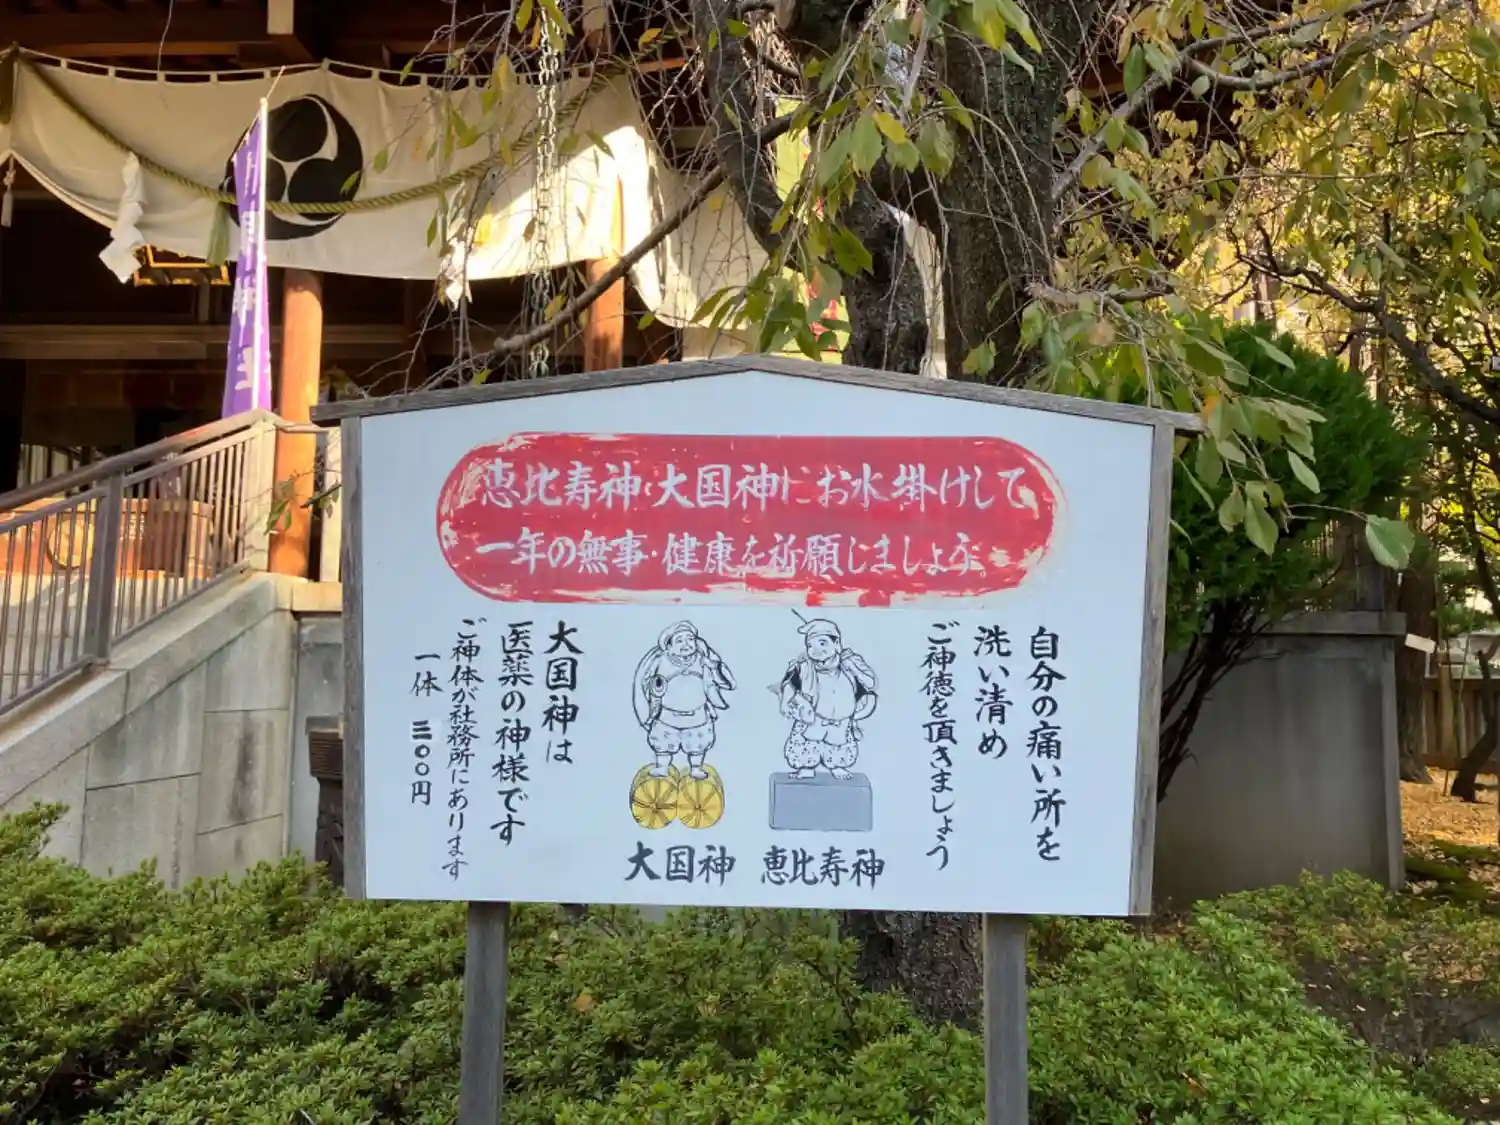 恵比寿神・大国神にお水掛けして
一年の無事・健康を祈願しましょう。
自分の痛い所を
洗い清め
ご神徳を頂きましょう
恵比寿神
大国神
大国神は
医薬の神様です
ご神体が社務所にあります
一体 三〇〇円